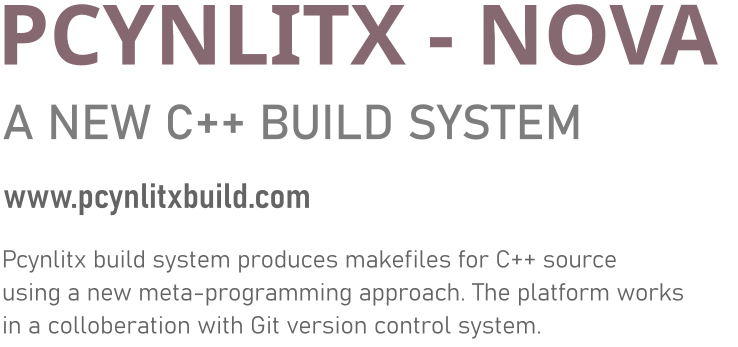 PCYNLITX - NOVA
A NEW C++ BUILD SYSTEM
www.pcynlitxbuild.com
Pcynlitx build system produces makefiles for C++ source
using a new meta-programming approach. The platform works
in a colloberation with Git version control system.